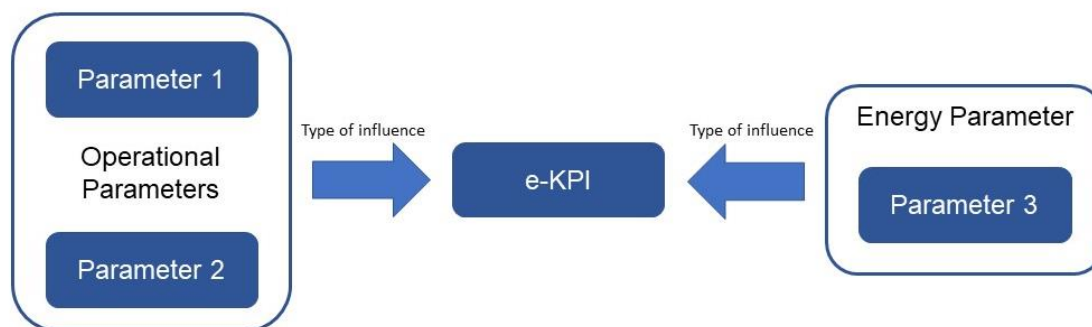 Parameter 1
Operational
Parameters
Parameter 2
Type of influence
e-KPI
Type of influence
Energy Parameter
Parameter 3